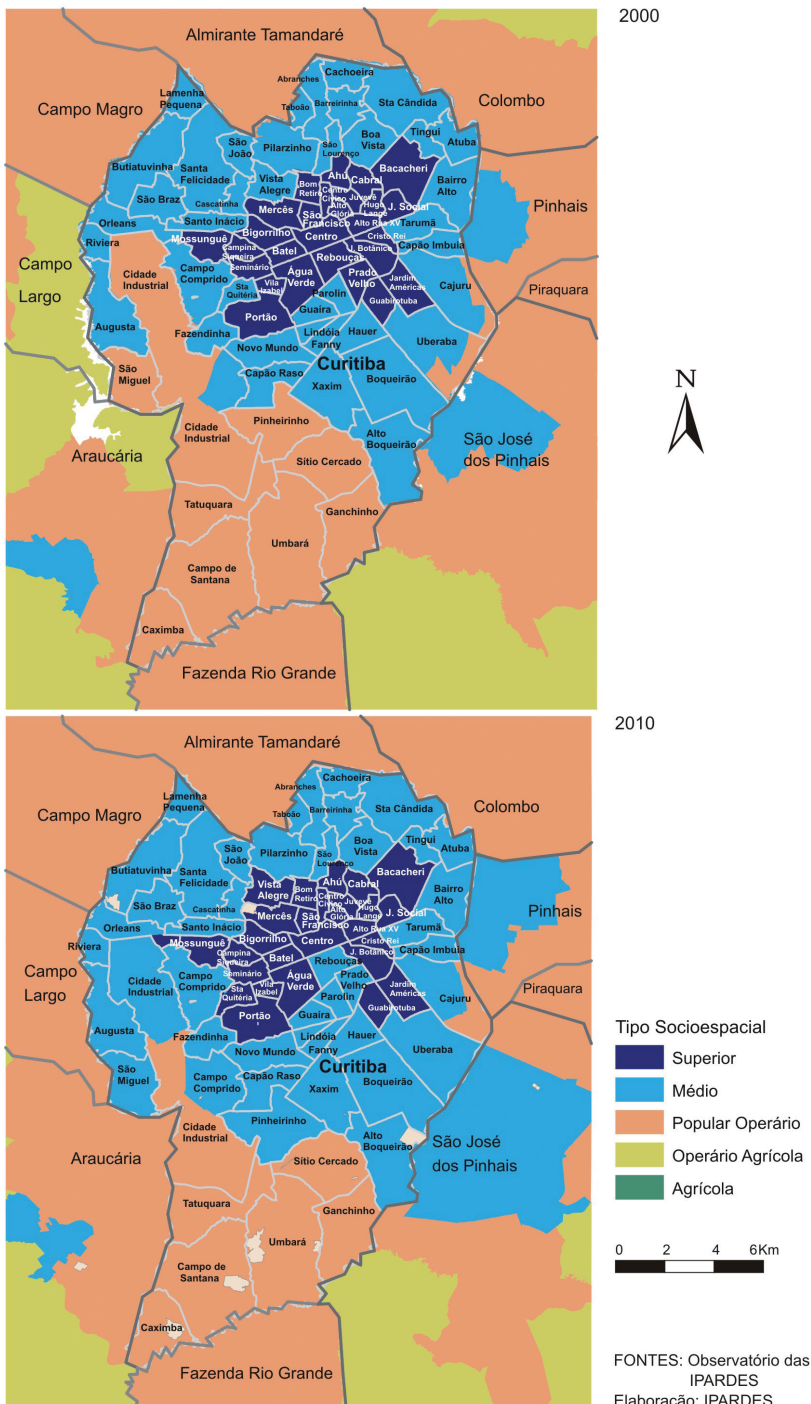 2000
Almirante Tamandaré
Cachoeira
Abranches
Lamenha
Pequena
Campo Magro
Taboão
Barreirinha
Sta Cândida
Colombo
São
João
Pilarzinho
São
Lourenço
Boa
Vista
Tingui
Atuba
Butiatuvinha
Santa
Felicidade
Vista
Alegre
Bom
Retiro
Ahú
Cabral
Bacacheri
Bairro
Alto
São Braz
Cascatinha
Centro
Cívico
Juvevê
Hugo
Lange
J. Social
Pinhais
Orleans
Santo Inácio
Mercês
São
Francisco
Alto
Glória
Alto Rua XV
Tarumã
Riviera
Mossunguê
Bigorrilho
Centro
Cristo Rei
Capão Imbuia
Campo
Largo
Cidade
Industrial
Campo
Comprido
Campina
Siqueira
Batel
Rebouças
J. Botânico
Seminário
Água
Verde
Prado
Velho
Jardim
Américas
Cajuru
Piraquara
Sta
Quitéria
Vila
Izabel
Parolin
Guabirotuba
Augusta
Portão
Guaíra
Fazendinha
Lindóia
Fanny
Hauer
Uberaba
Novo Mundo
Curitiba
São
Miguel
Capão Raso
Xaxim
Boqueirão
N
Cidade
Industrial
Pinheirinho
Alto
Boqueirão
São José
dos Pinhais
Araucária
Sítio Cercado
Tatuquara
Ganchinho
Umbará
Campo de
Santana
Caximba
Fazenda Rio Grande
2010
Almirante Tamandaré
Cachoeira
Abranches
Lamenha
Pequena
Campo Magro
Taboão
Barreirinha
Sta Cândida
Colombo
São
João
Pilarzinho
São
Lourenço
Boa
Vista
Tingui
Atuba
Butiatuvinha
Santa
Felicidade
Vista
Alegre
Bom
Retiro
Ahú
Cabral
Bacacheri
Bairro
Alto
São Braz
Cascatinha
Centro
Cívico
Juvevê
Hugo
Lange
J. Social
Pinhais
Orleans
Santo Inácio
Mercês
São
Francisco
Alto
Glória
Alto Rua XV
Tarumã
Riviera
Mossunguê
Bigorrilho
Centro
Cristo Rei
Capão Imbuia
Campo
Largo
Cidade
Industrial
Campo
Comprido
Campina
Siqueira
Batel
Rebouças
J. Botânico
Seminário
Água
Verde
Prado
Velho
Jardim
Américas
Cajuru
Piraquara
Sta
Quitéria
Vila
Izabel
Parolin
Guabirotuba
Augusta
Portão
Guaíra
Fazendinha
Lindóia
Fanny
Hauer
Uberaba
Novo Mundo
Curitiba
São
Miguel
Campo
Comprido
Capão Raso
Xaxim
Boqueirão
Pinheirinho
Cidade
Industrial
Alto
Boqueirão
São José
dos Pinhais
Araucária
Sítio Cercado
Tatuquara
Ganchinho
Umbará
Campo de
Santana
Caximba
Fazenda Rio Grande
Tipo Socioespacial
Superior
Médio
Popular Operário
Operário Agrícola
Agrícola
0 2 4 6Km
FONTES: Observatório das
IPARDES
Elaboração: IPARDES